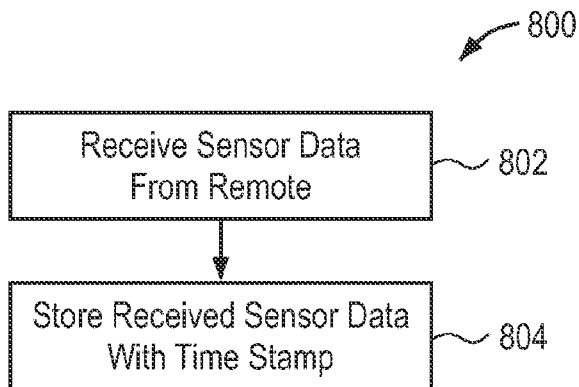 800
Receive Sensor Data
From Remote
802
Store Received Sensor Data
With Time Stamp
804